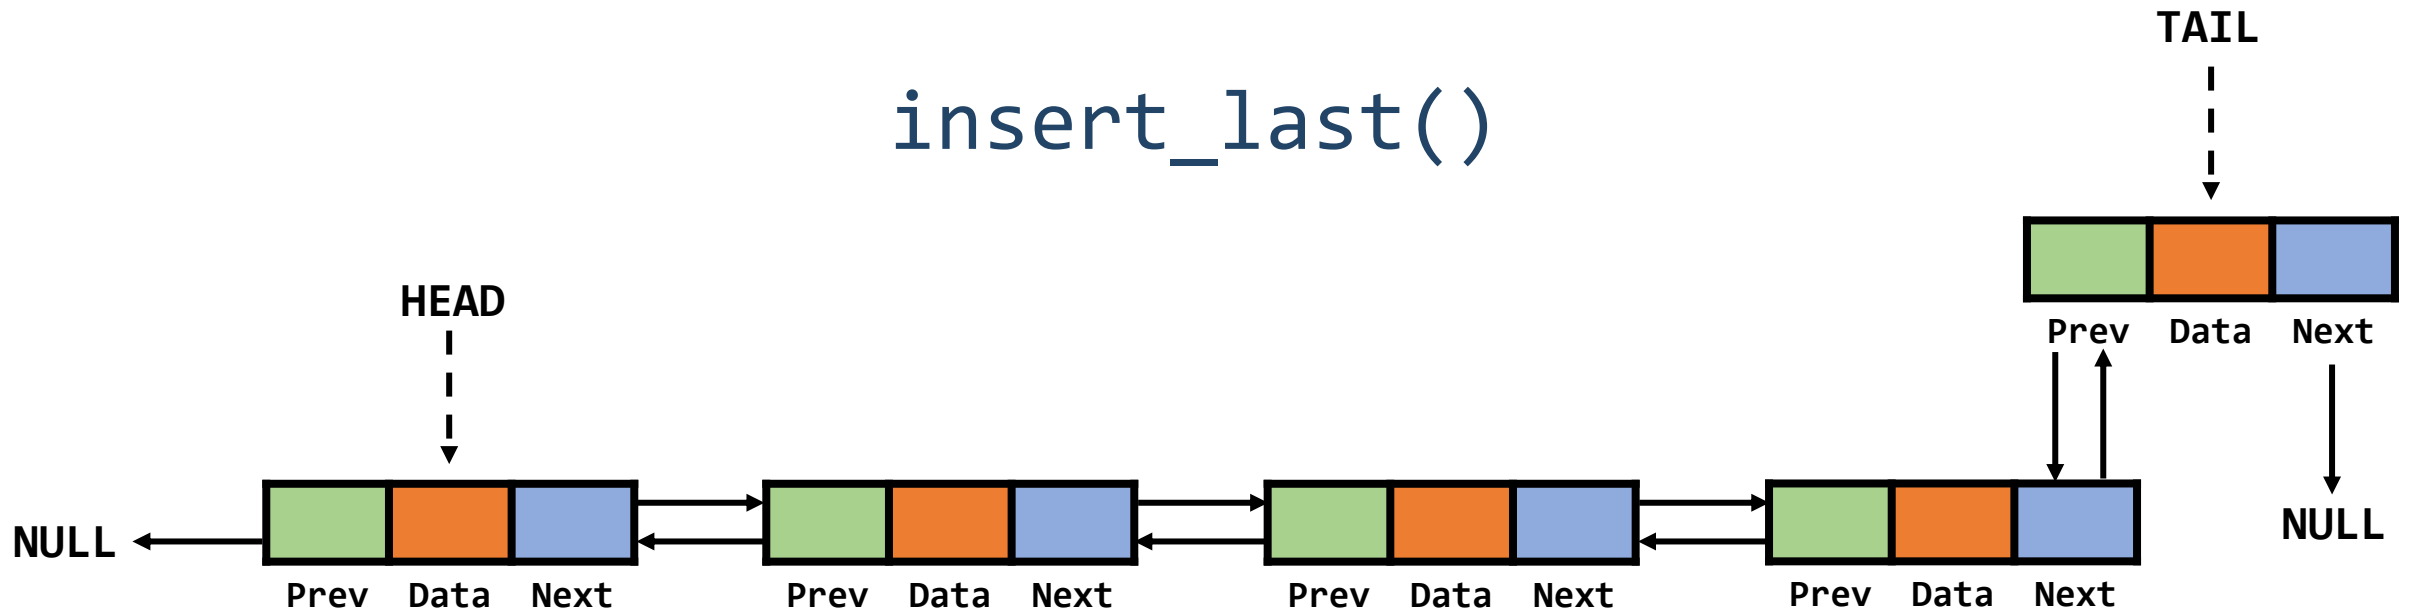 TAIL
insert_last()
HEAD
Prev Data Next
NULL
NULL
Prev Data Next
Prev Data Next
Prev Data Next
Prev Data Next